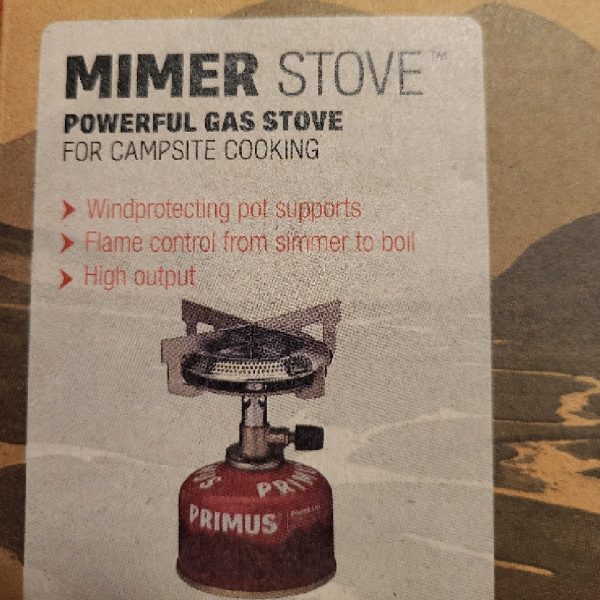 MIMER STOVE™
POWERFUL GAS STOVE
FOR CAMPSITE COOKING
Windprotecting pot supports
Flame control from simmer to boil
High output
PRIMUS